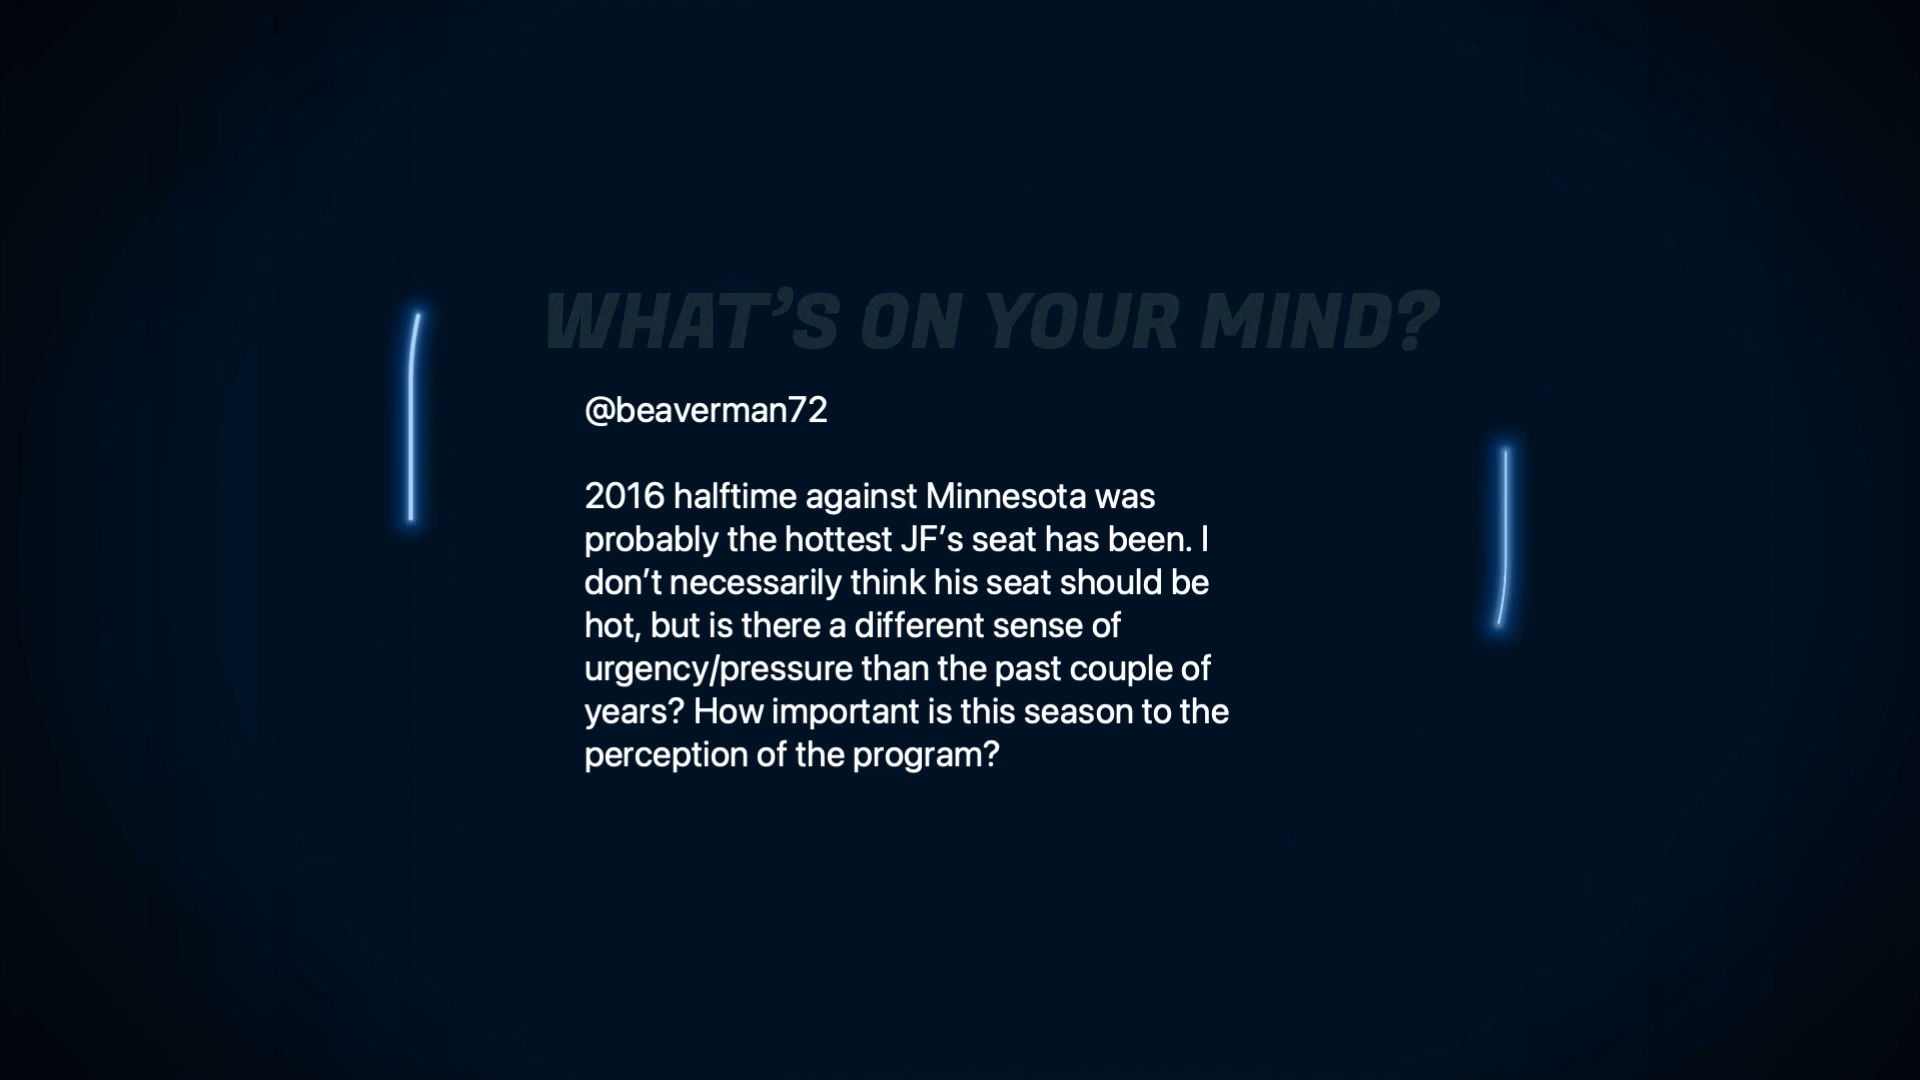 WHAT'S ON YOUR MIND?
@beaverman72
2016 halftime against Minnesota was
probably the hottest JF’s seat has been. I
don’t necessarily think his seat should be
hot, but is there a different sense of
urgency/pressure than the past couple of
years? How important is this season to the
perception of the program?